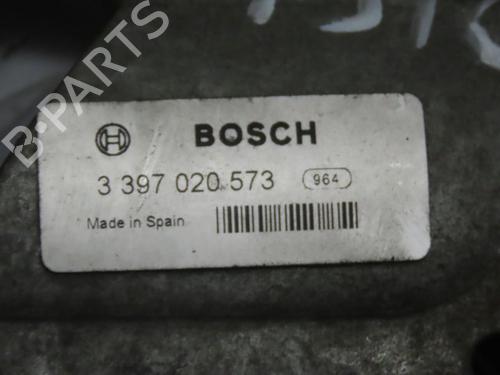 B-PARTS
BOSCH
3 397 020 573 964
Made in Spain